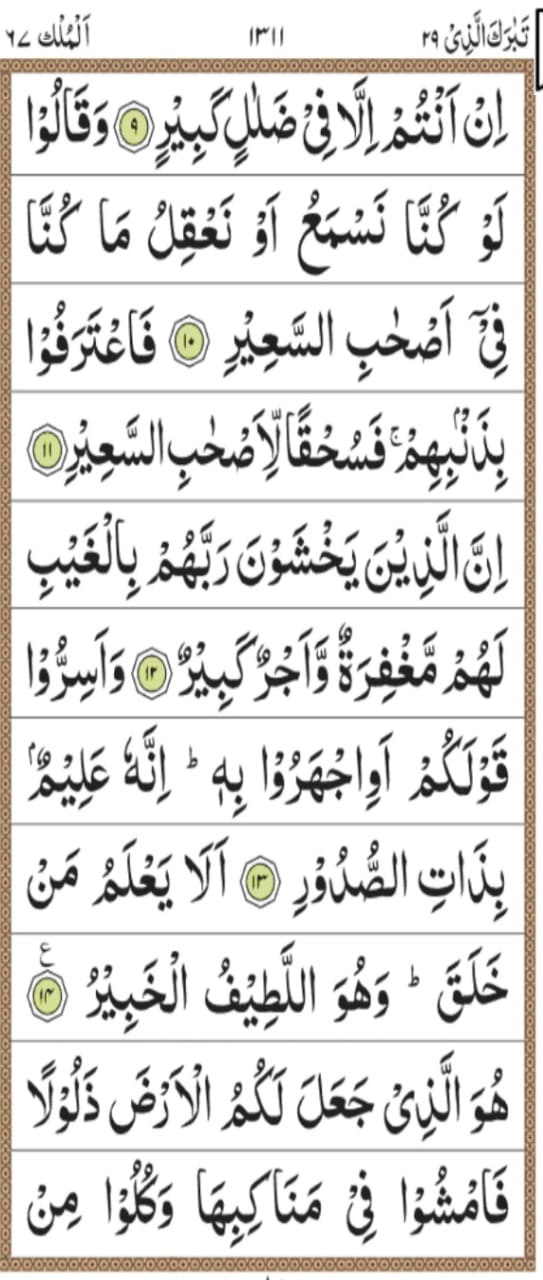 تَبٰرَكَ الَّذِیْ ٢٩ ١٣١١ اَلْمُلْك ٦٧
اِنْ اَنْتُمْ اِلَّا فِیْ ضَلٰلٍ كَبِیْرٍ ٩ وَقَالُوْا
لَوْ كُنَّا نَسْمَعُ اَوْ نَعْقِلُ مَا كُنَّا
فِیْۤ اَصْحٰبِ السَّعِیْرِ ١٠ فَاعْتَرَفُوْا
بِذَنْۢبِهِمْ ۚ فَسُحْقًا لِّاَصْحٰبِ السَّعِیْرِ ١١
اِنَّ الَّذِیْنَ یَخْشَوْنَ رَبَّهُمْ بِالْغَیْبِ
لَهُمْ مَّغْفِرَةٌ وَّاَجْرٌ كَبِیْرٌ ١٢ وَاَسِرُّوْا
قَوْلَكُمْ اَوِاجْهَرُوْا بِهٖ ؕ اِنَّهٗ عَلِیْمٌۢ
بِذَاتِ الصُّدُوْرِ ١٣ اَلَا یَعْلَمُ مَنْ
خَلَقَ ؕ وَهُوَ اللَّطِیْفُ الْخَبِیْرُ ١٤ ع
هُوَ الَّذِیْ جَعَلَ لَكُمُ الْاَرْضَ ذَلُوْلًا
فَامْشُوْا فِیْ مَنَاكِبِهَا وَكُلُوْا مِنْ